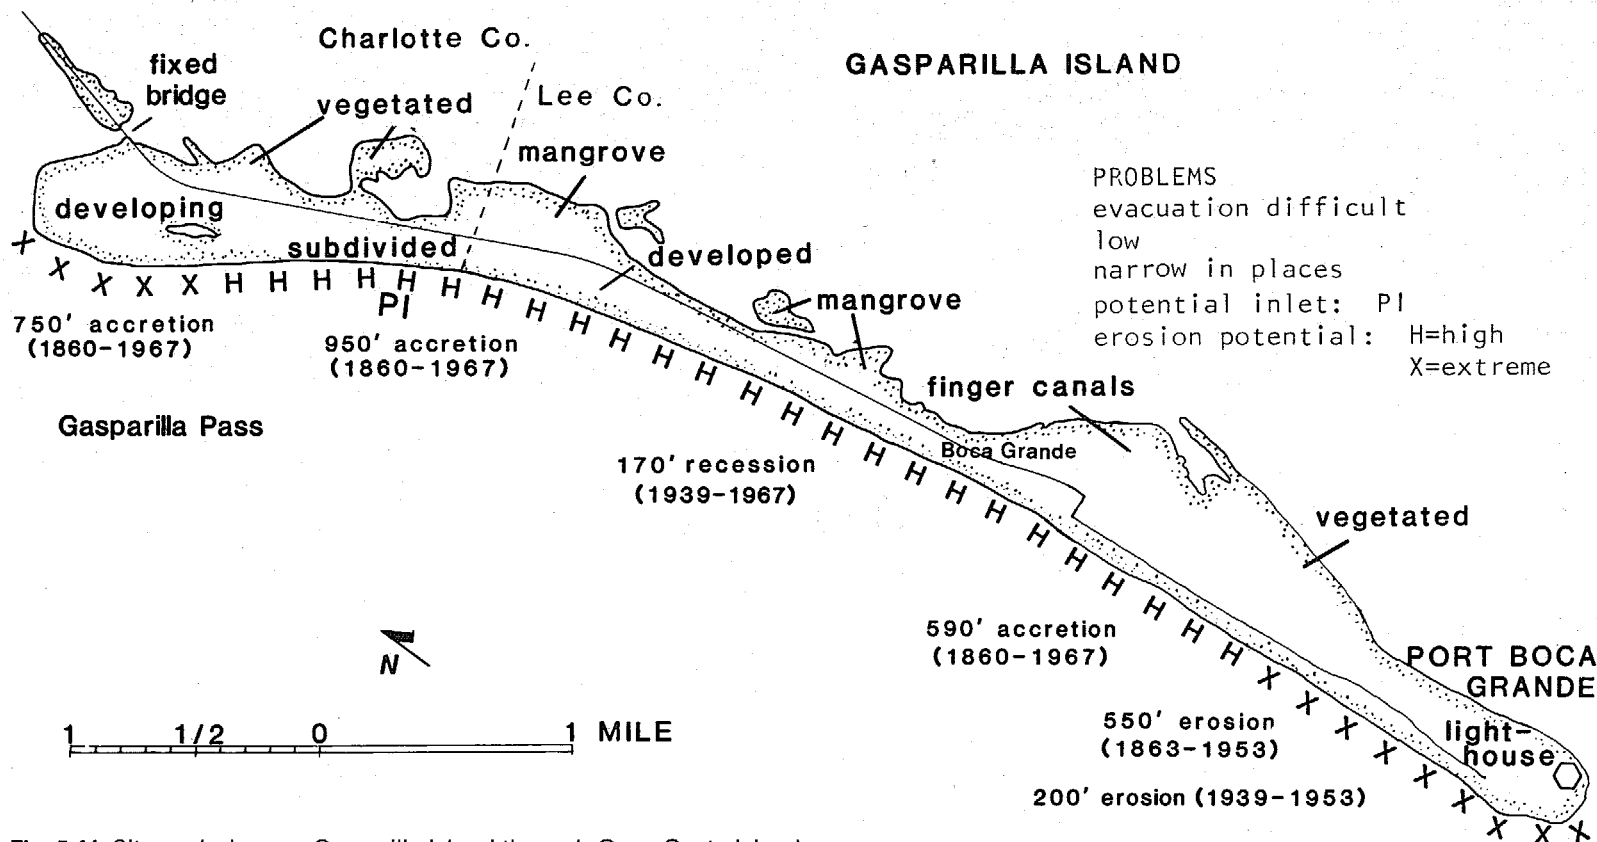 GASPARILLA ISLAND
Charlotte Co.
Lee Co.
fixed
bridge
vegetated
mangrove
developing
subdivided
developed
mangrove
finger canals
Boca Grande
vegetated
PORT BOCA
GRANDE
light-
house
PROBLEMS
evacuation difficult
low
narrow in places
potential inlet: PI
erosion potential: H=high
X=extreme
X X X X X H H H H H H H H H H H H H H H H H H H H H H H H H H H H H X X X X X X X X X
PI
750' accretion
(1860-1967)
950' accretion
(1860-1967)
Gasparilla Pass
170' recession
(1939-1967)
590' accretion
(1860-1967)
550' erosion
(1863-1953)
200' erosion (1939-1953)
N
1 1/2 0 1 MILE